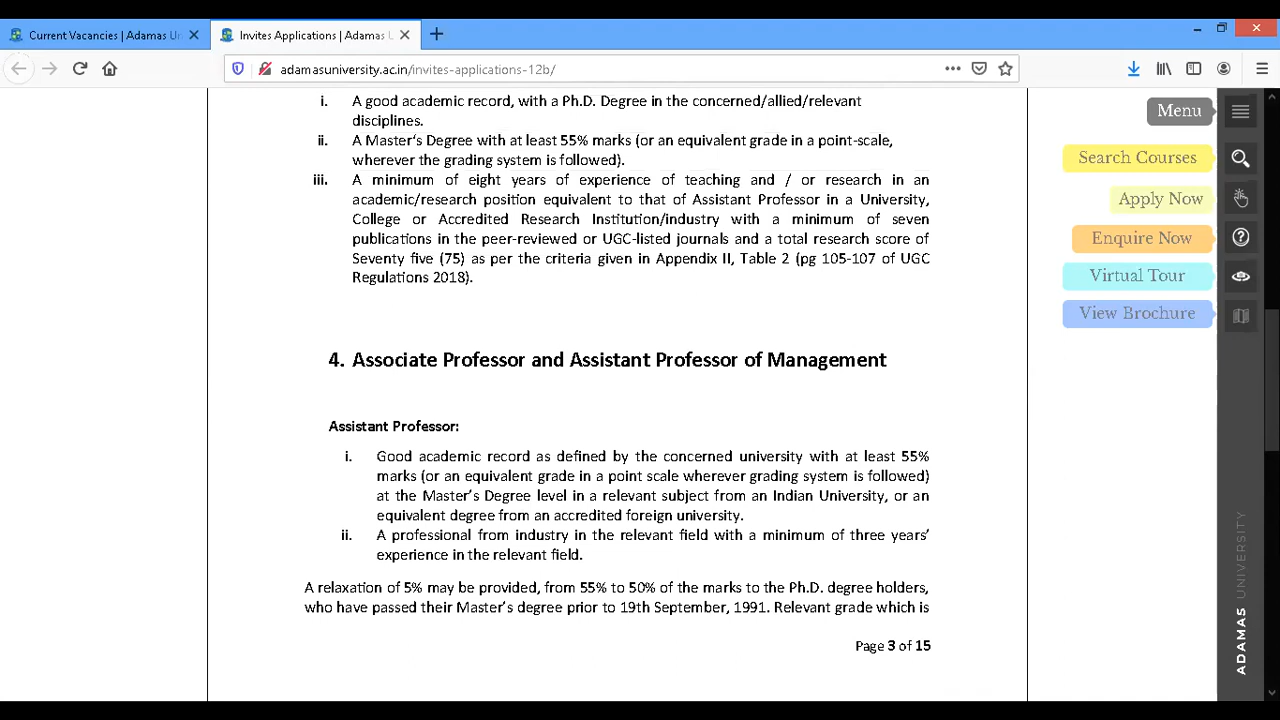 Current Vacancies | Adamas Un
Invites Applications | Adamas U
adamasuniversity.ac.in/invites-applications-12b/
i. A good academic record, with a Ph.D. Degree in the concerned/allied/relevant
disciplines.
ii. A Master's Degree with at least 55% marks (or an equivalent grade in a point-scale,
wherever the grading system is followed).
iii. A minimum of eight years of experience of teaching and / or research in an
academic/research position equivalent to that of Assistant Professor in a University,
College or Accredited Research Institution/industry with a minimum of seven
publications in the peer-reviewed or UGC-listed journals and a total research score of
Seventy five (75) as per the criteria given in Appendix II, Table 2 (pg 105-107 of UGC
Regulations 2018).
4. Associate Professor and Assistant Professor of Management
Assistant Professor:
i. Good academic record as defined by the concerned university with at least 55%
marks (or an equivalent grade in a point scale wherever grading system is followed)
at the Master's Degree level in a relevant subject from an Indian University, or an
equivalent degree from an accredited foreign university.
ii. A professional from industry in the relevant field with a minimum of three years'
experience in the relevant field.
A relaxation of 5% may be provided, from 55% to 50% of the marks to the Ph.D. degree holders,
who have passed their Master's degree prior to 19th September, 1991. Relevant grade which is
Page 3 of 15
Menu
Search Courses
Apply Now
Enquire Now
Virtual Tour
View Brochure
ADAMAS UNIVERSITY